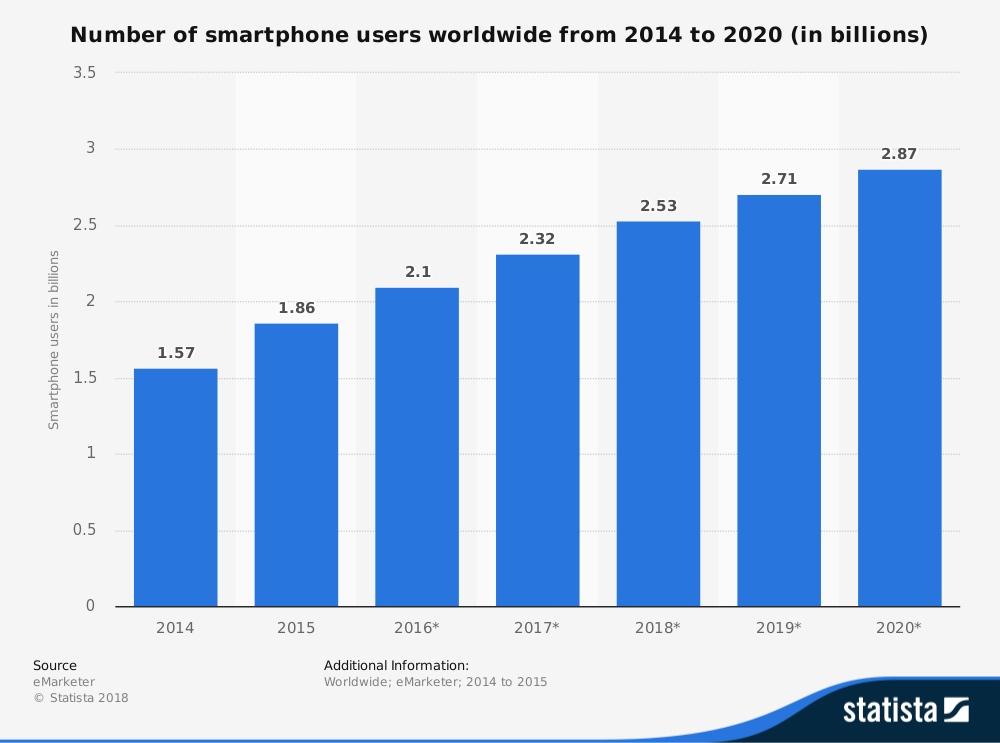 Number of smartphone users worldwide from 2014 to 2020 (in billions)
Smartphone users in billions
3.5
3
2.5
2
1.5
1
0.5
0
1.57
1.86
2.1
2.32
2.53
2.71
2.87
2014
2015
2016*
2017*
2018*
2019*
2020*
Source
eMarketer
© Statista 2018
Additional Information:
Worldwide; eMarketer; 2014 to 2015
statista